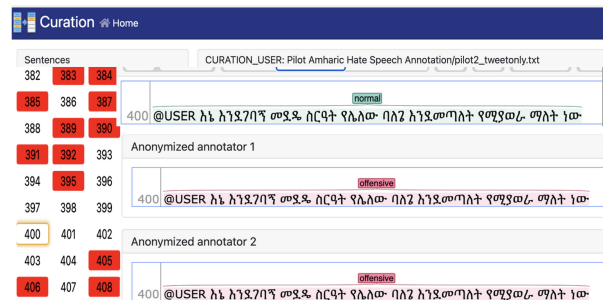 Curation Home
Sentences
CURATION_USER: Pilot Amharic Hate Speech Annotation/pilot2_tweetonly.txt
382 383 384
385 386 387
388 389 390
391 392 393
394 395 396
397 398 399
400 401 402
403 404 405
406 407 408
normal
400 @USER እኔ እንደገባኝ መደዴ ስርዓት የሌለው ባለጌ እንደመጣለት የሚያወራ ማለት ነው
Anonymized annotator 1
offensive
400 @USER እኔ እንደገባኝ መደዴ ስርዓት የሌለው ባለጌ እንደመጣለት የሚያወራ ማለት ነው
Anonymized annotator 2
offensive
400 @USER እኔ እንደገባኝ መደዴ ስርዓት የሌለው ባለጌ እንደመጣለት የሚያወራ ማለት ነው